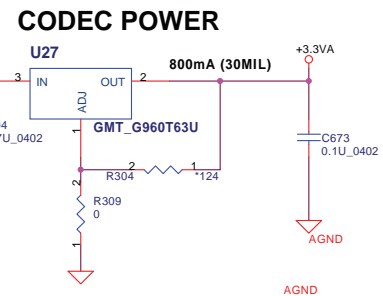 CODEC POWER
U27
800mA (30MIL)
+3.3VA
3
IN
OUT
2
ADJ
GMT_G960T63U
1
4
U_0402
C673
0.1U_0402
R304
2
1
*124
2
R309
0
1
AGND
AGND